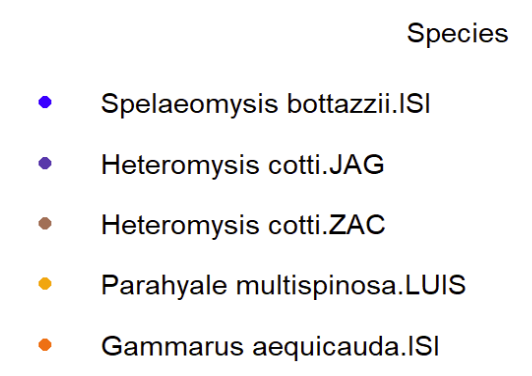 Species
Spelaeomysis bottazzii.ISI
Heteromysis cotti.JAG
Heteromysis cotti.ZAC
Parahyale multispinosa.LUIS
Gammarus aequicauda.ISI